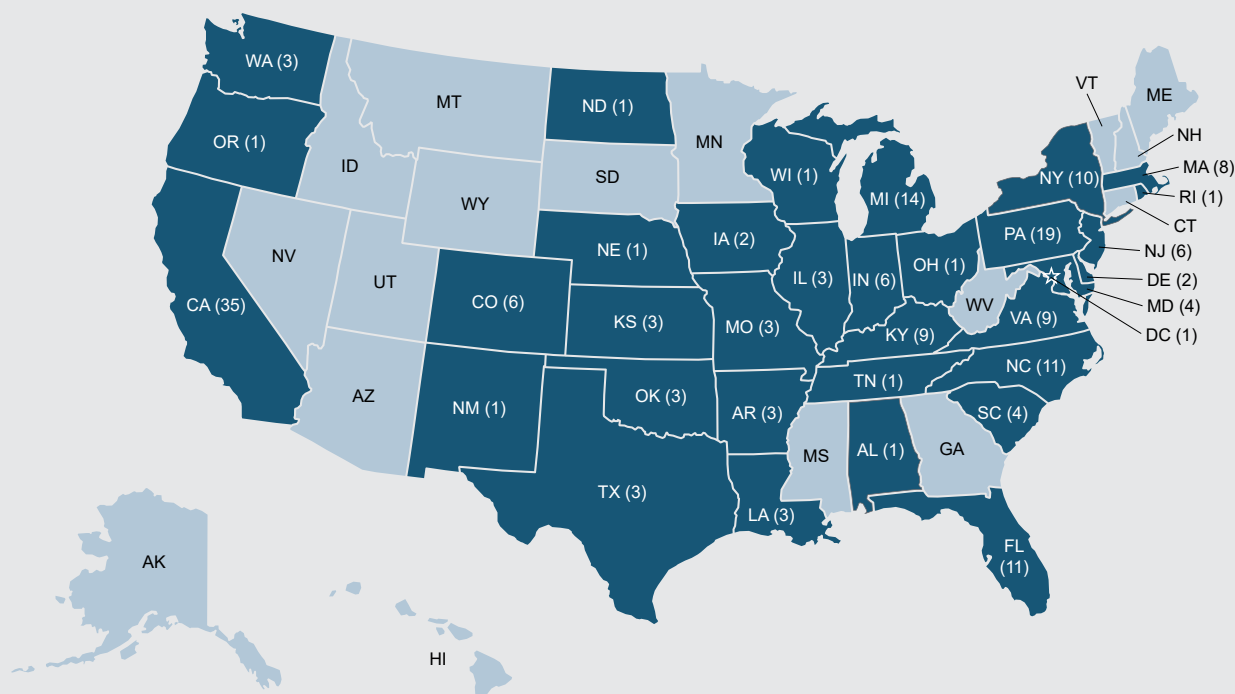 WA (3)
OR (1)
CA (35)
ID
NV
MT
WY
UT
AZ
CO (6)
NM (1)
ND (1)
SD
NE (1)
KS (3)
OK (3)
TX (3)
MN
IA (2)
MO (3)
AR (3)
LA (3)
WI (1)
IL (3)
MI (14)
IN (6)
OH (1)
KY (9)
TN (1)
MS
AL (1)
GA
FL
(11)
SC (4)
NC (11)
VA (9)
WV
PA (19)
NY (10)
VT
ME
NH
MA (8)
RI (1)
CT
NJ (6)
DE (2)
MD (4)
DC (1)
AK
HI